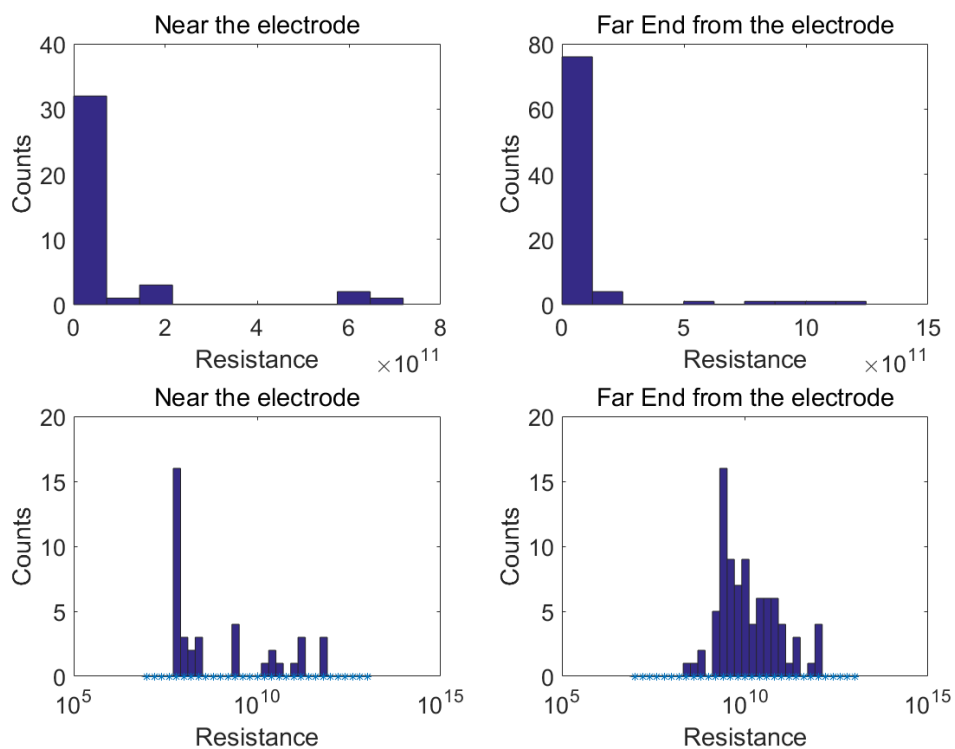 Near the electrode
Counts
40
30
20
10
0
0 2 4 6 8
Resistance
×10^11
Far End from the electrode
Counts
80
60
40
20
0
0 5 10 15
Resistance
×10^11
Near the electrode
Counts
20
15
10
5
0
10^5 10^10 10^15
Resistance
Far End from the electrode
Counts
20
15
10
5
0
10^5 10^10 10^15
Resistance